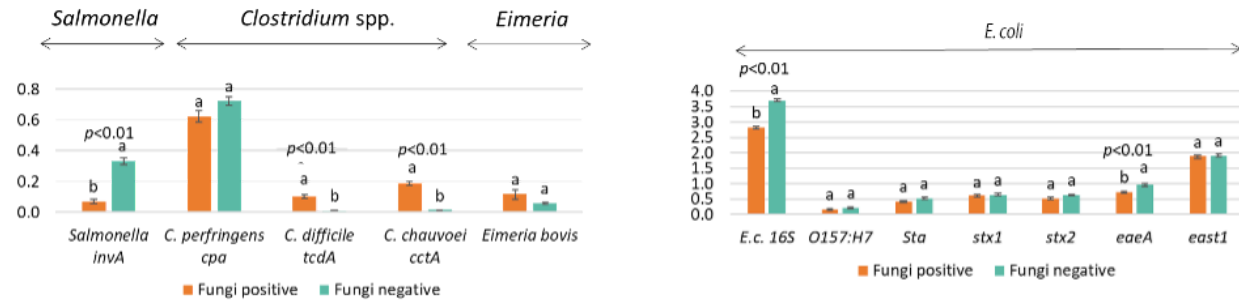 Salmonella Clostridium spp. Eimeria
0.8
0.6
0.4
0.2
0.0
p<0.01
b a
a a
p<0.01
a b
p<0.01
a b
a a
Salmonella invA
C. perfringens cpa
C. difficile tcdA
C. chauvoei cctA
Eimeria bovis
Fungi positive Fungi negative
E. coli
4.0
3.5
3.0
2.5
2.0
1.5
1.0
0.5
0.0
p<0.01
b a
a a
a a
a a
a a
p<0.01
b a
a a
E.c. 16S O157:H7 Sta stx1 stx2 eaeA east1
Fungi positive Fungi negative